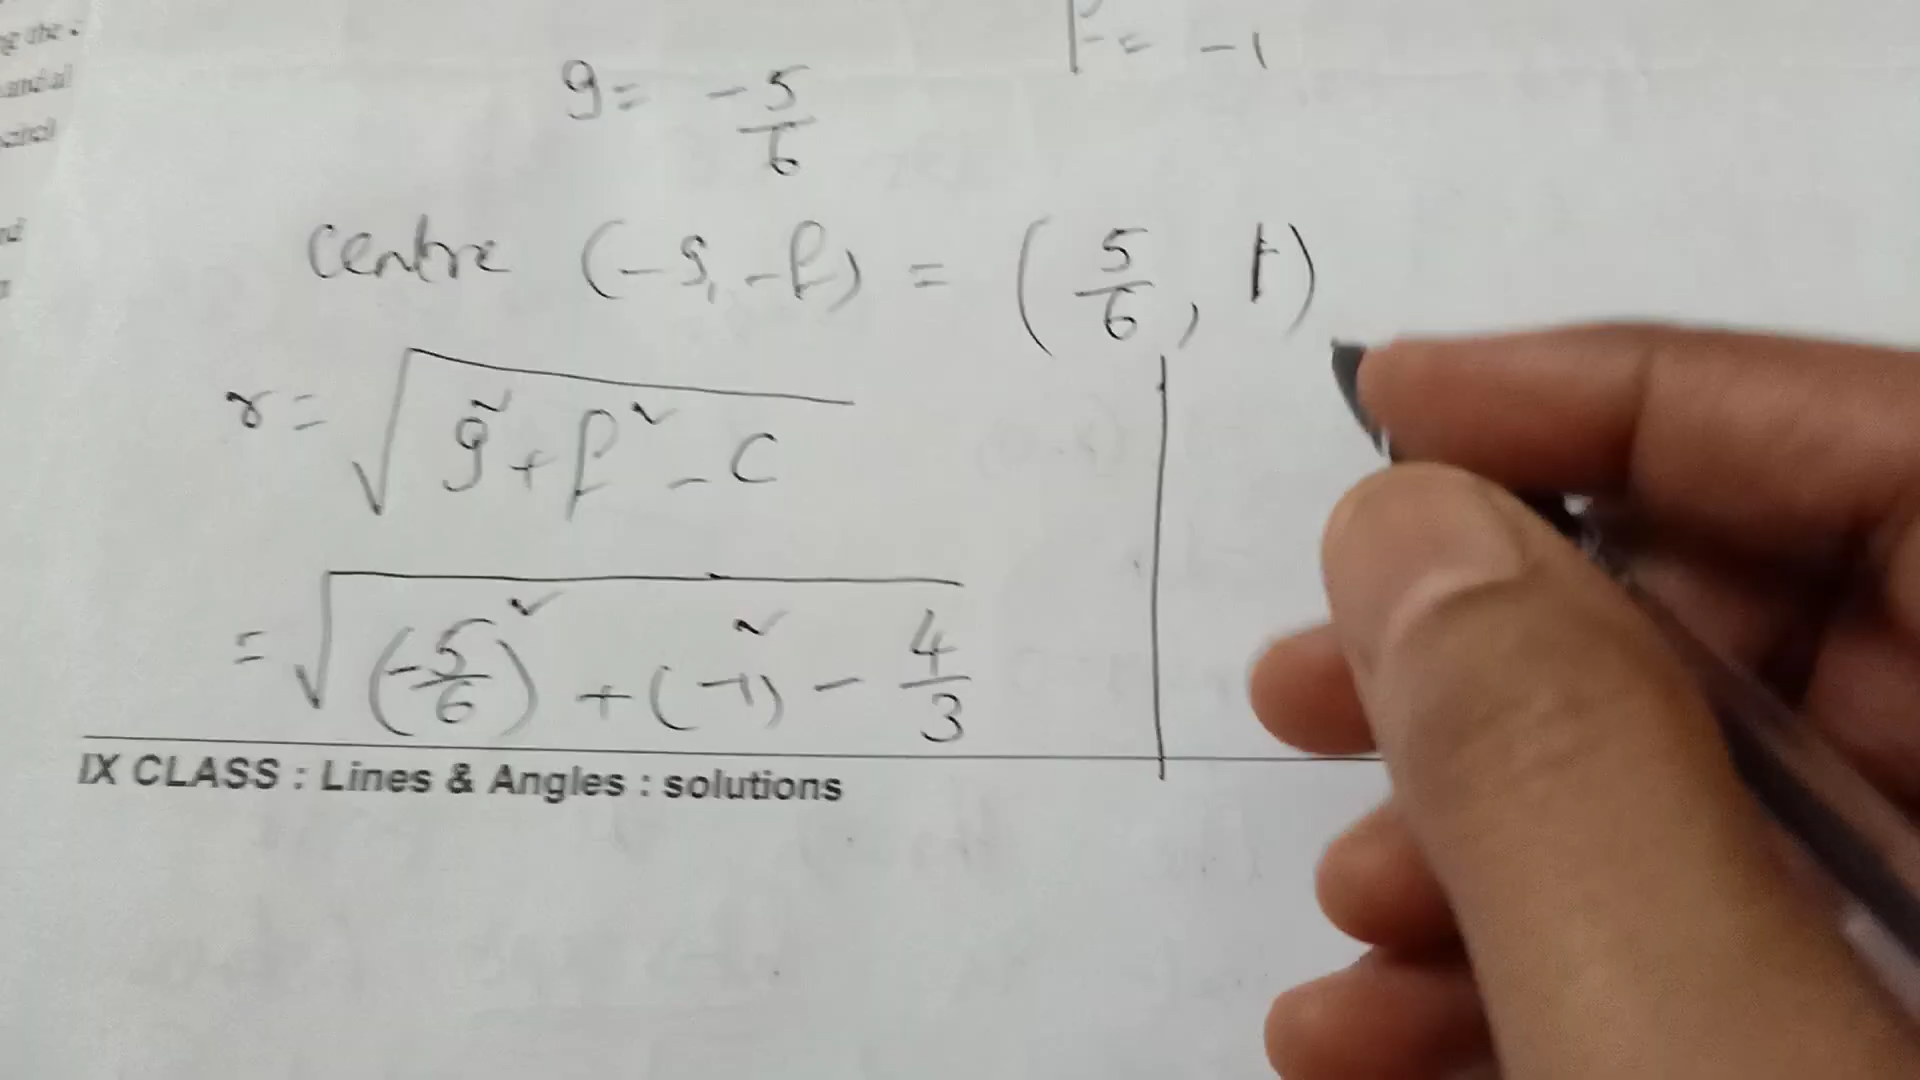 f = -1
g = -5/6
centre (-g, -f) = (5/6, 1)
r = √(g² + f² - c)
= √((-5/6)² + (-1)² - 4/3)
IX CLASS : Lines & Angles : solutions